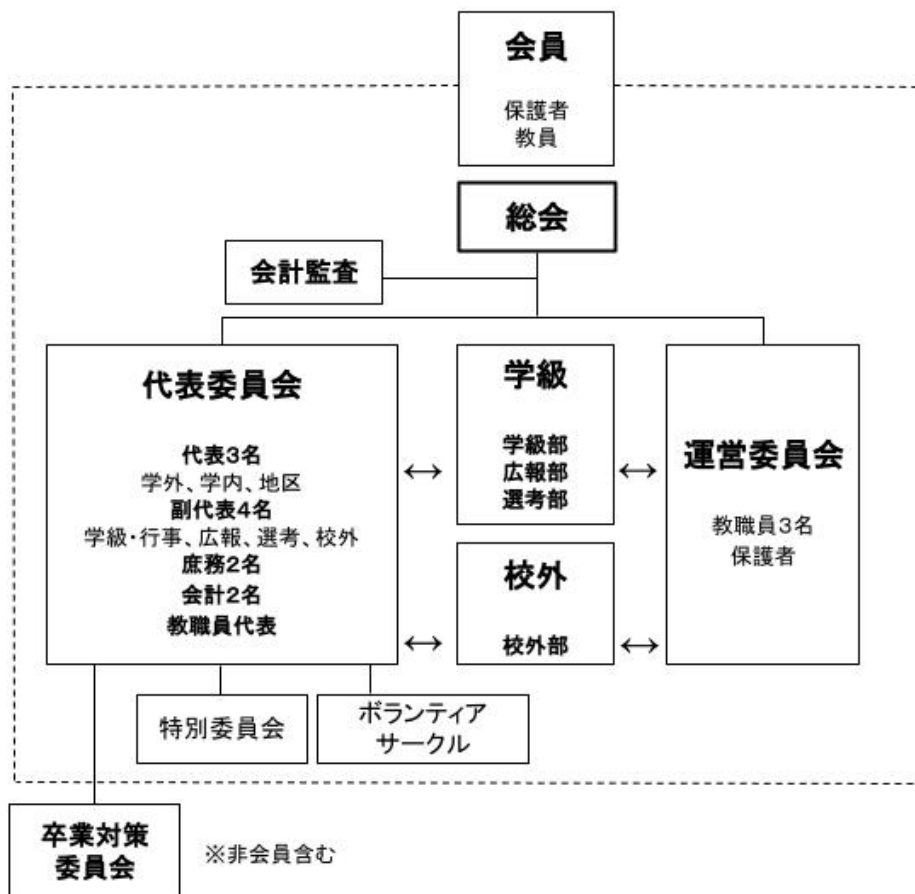 会員
保護者
教員
総会
会計監査
代表委員会
代表3名
学外、学内、地区
副代表4名
学級・行事、広報、選考、校外
庶務2名
会計2名
教職員代表
↔
↔
学級
学級部
広報部
選考部
校外
校外部
↔
↔
運営委員会
教職員3名
保護者
特別委員会
ボランティア
サークル
卒業対策
委員会
※非会員含む